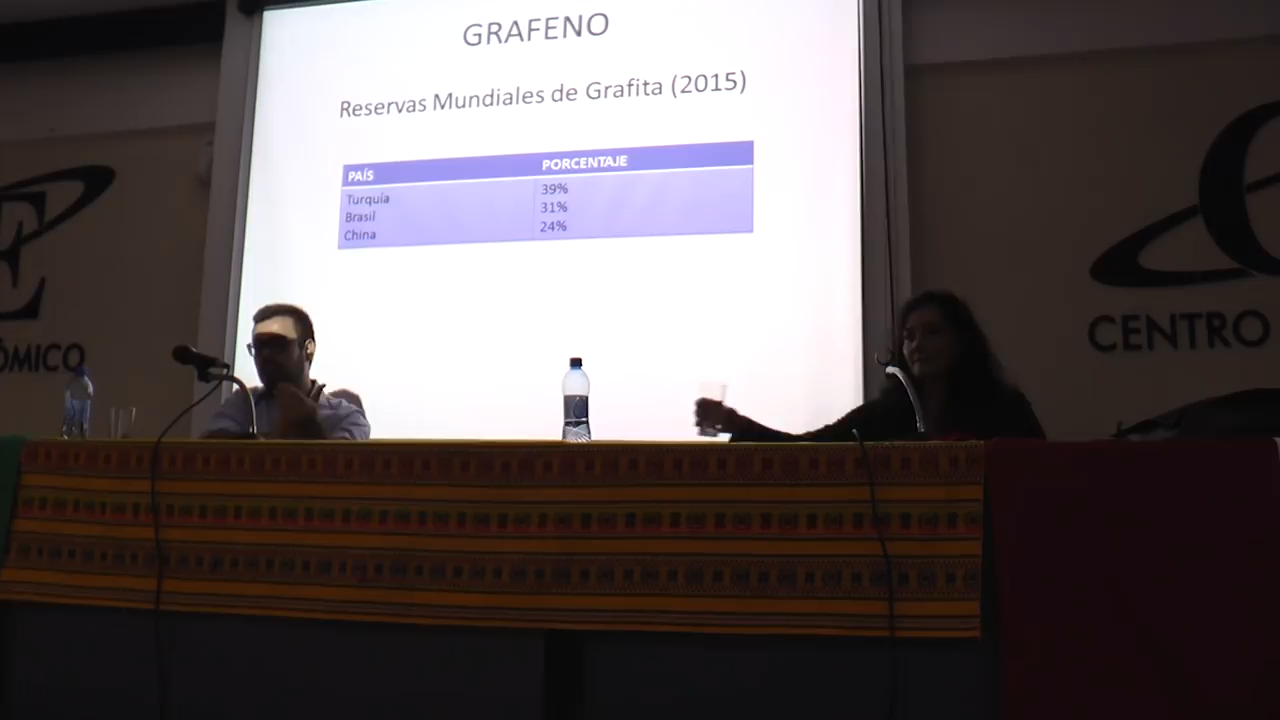 GRAFENO
Reservas Mundiales de Grafita (2015)
PAÍS PORCENTAJE
Turquía 39%
Brasil 31%
China 24%
E
ÓMICO
CENTRO